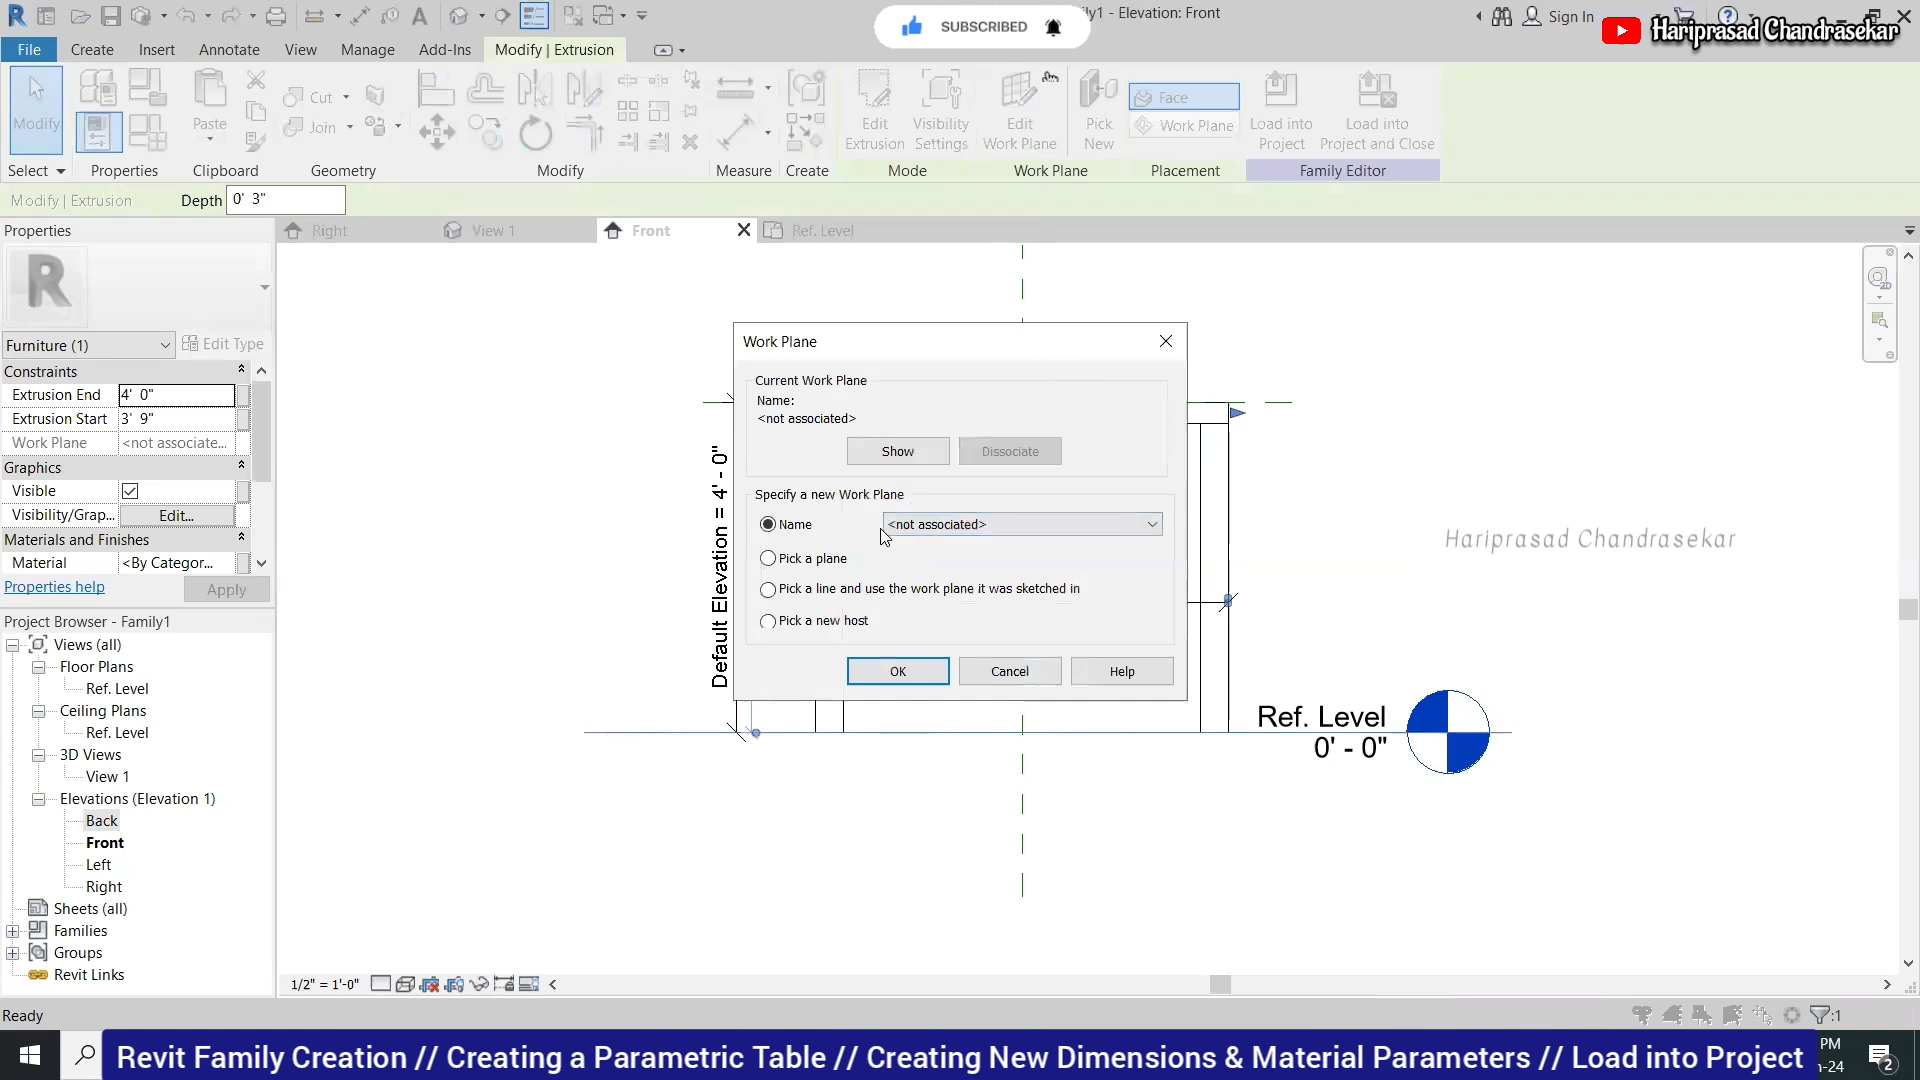 SUBSCRIBED
ly1 - Elevation: Front
Sign In
Hariprasad Chandrasekar
File
Create
Insert
Annotate
View
Manage
Add-Ins
Modify | Extrusion
Modify
Paste
Cut
Join
Edit
Extrusion
Visibility
Settings
Edit
Work Plane
Pick
New
Face
Work Plane
Load into
Project
Load into
Project and Close
Select
Properties
Clipboard
Geometry
Modify
Measure
Create
Mode
Work Plane
Placement
Family Editor
Modify | Extrusion
Depth
0' 3"
Properties
Right
View 1
Front
Ref. Level
Furniture (1)
Edit Type
Constraints
Extrusion End
4' 0"
Extrusion Start
3' 9"
Work Plane
<not associate...
Graphics
Visible
Visibility/Grap...
Edit...
Materials and Finishes
Material
<By Categor...
Properties help
Apply
Project Browser - Family1
Views (all)
Floor Plans
Ref. Level
Ceiling Plans
Ref. Level
3D Views
View 1
Elevations (Elevation 1)
Back
Front
Left
Right
Sheets (all)
Families
Groups
Revit Links
Default Elevation = 4' - 0"
Work Plane
Current Work Plane
Name:
<not associated>
Show
Dissociate
Specify a new Work Plane
Name
<not associated>
Pick a plane
Pick a line and use the work plane it was sketched in
Pick a new host
OK
Cancel
Help
Hariprasad Chandrasekar
Ref. Level
0' - 0"
1/2" = 1'-0"
Ready
:1
Revit Family Creation // Creating a Parametric Table // Creating New Dimensions & Material Parameters // Load into Project
PM
-24
2